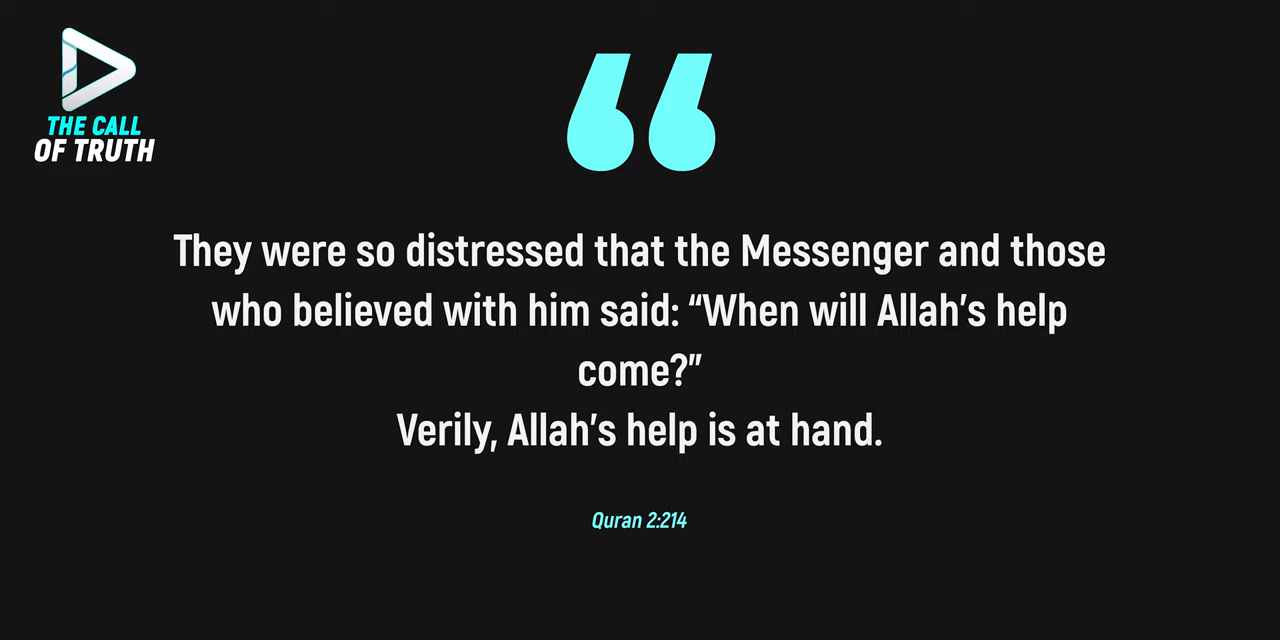 THE CALL
OF TRUTH
“
They were so distressed that the Messenger and those
who believed with him said: “When will Allah’s help
come?”
Verily, Allah’s help is at hand.
Quran 2:214